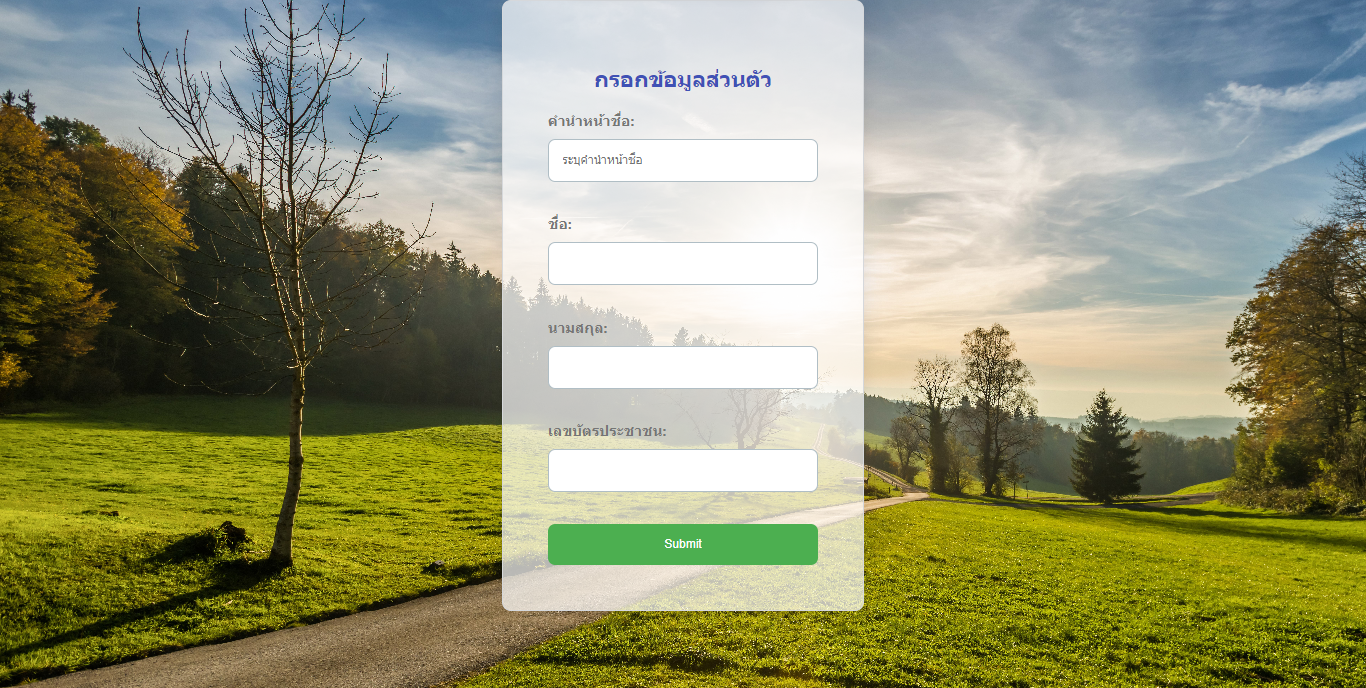 กรอกข้อมูลส่วนตัว
คำนำหน้าชื่อ:
ระบุคำนำหน้าชื่อ
ชื่อ:
นามสกุล:
เลขบัตรประชาชน:
Submit